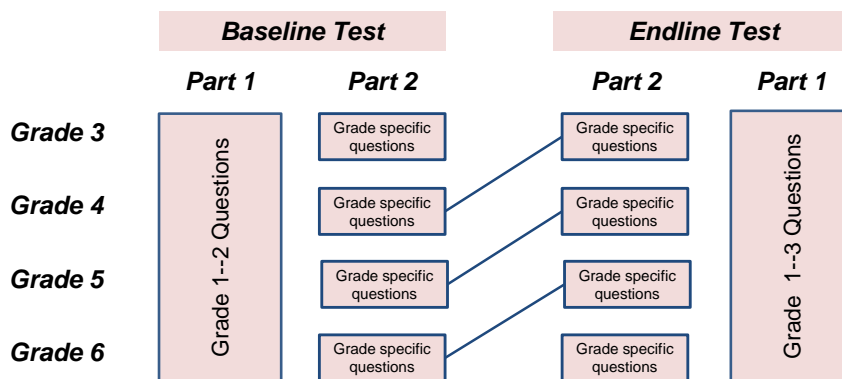 Baseline Test
Endline Test
Part 1
Part 2
Part 2
Part 1
Grade 3
Grade specific
questions
Grade specific
questions
Grade 4
Grade specific
questions
Grade specific
questions
Grade 5
Grade specific
questions
Grade specific
questions
Grade 6
Grade specific
questions
Grade specific
questions
Grade 1--2 Questions
Grade 1--3 Questions